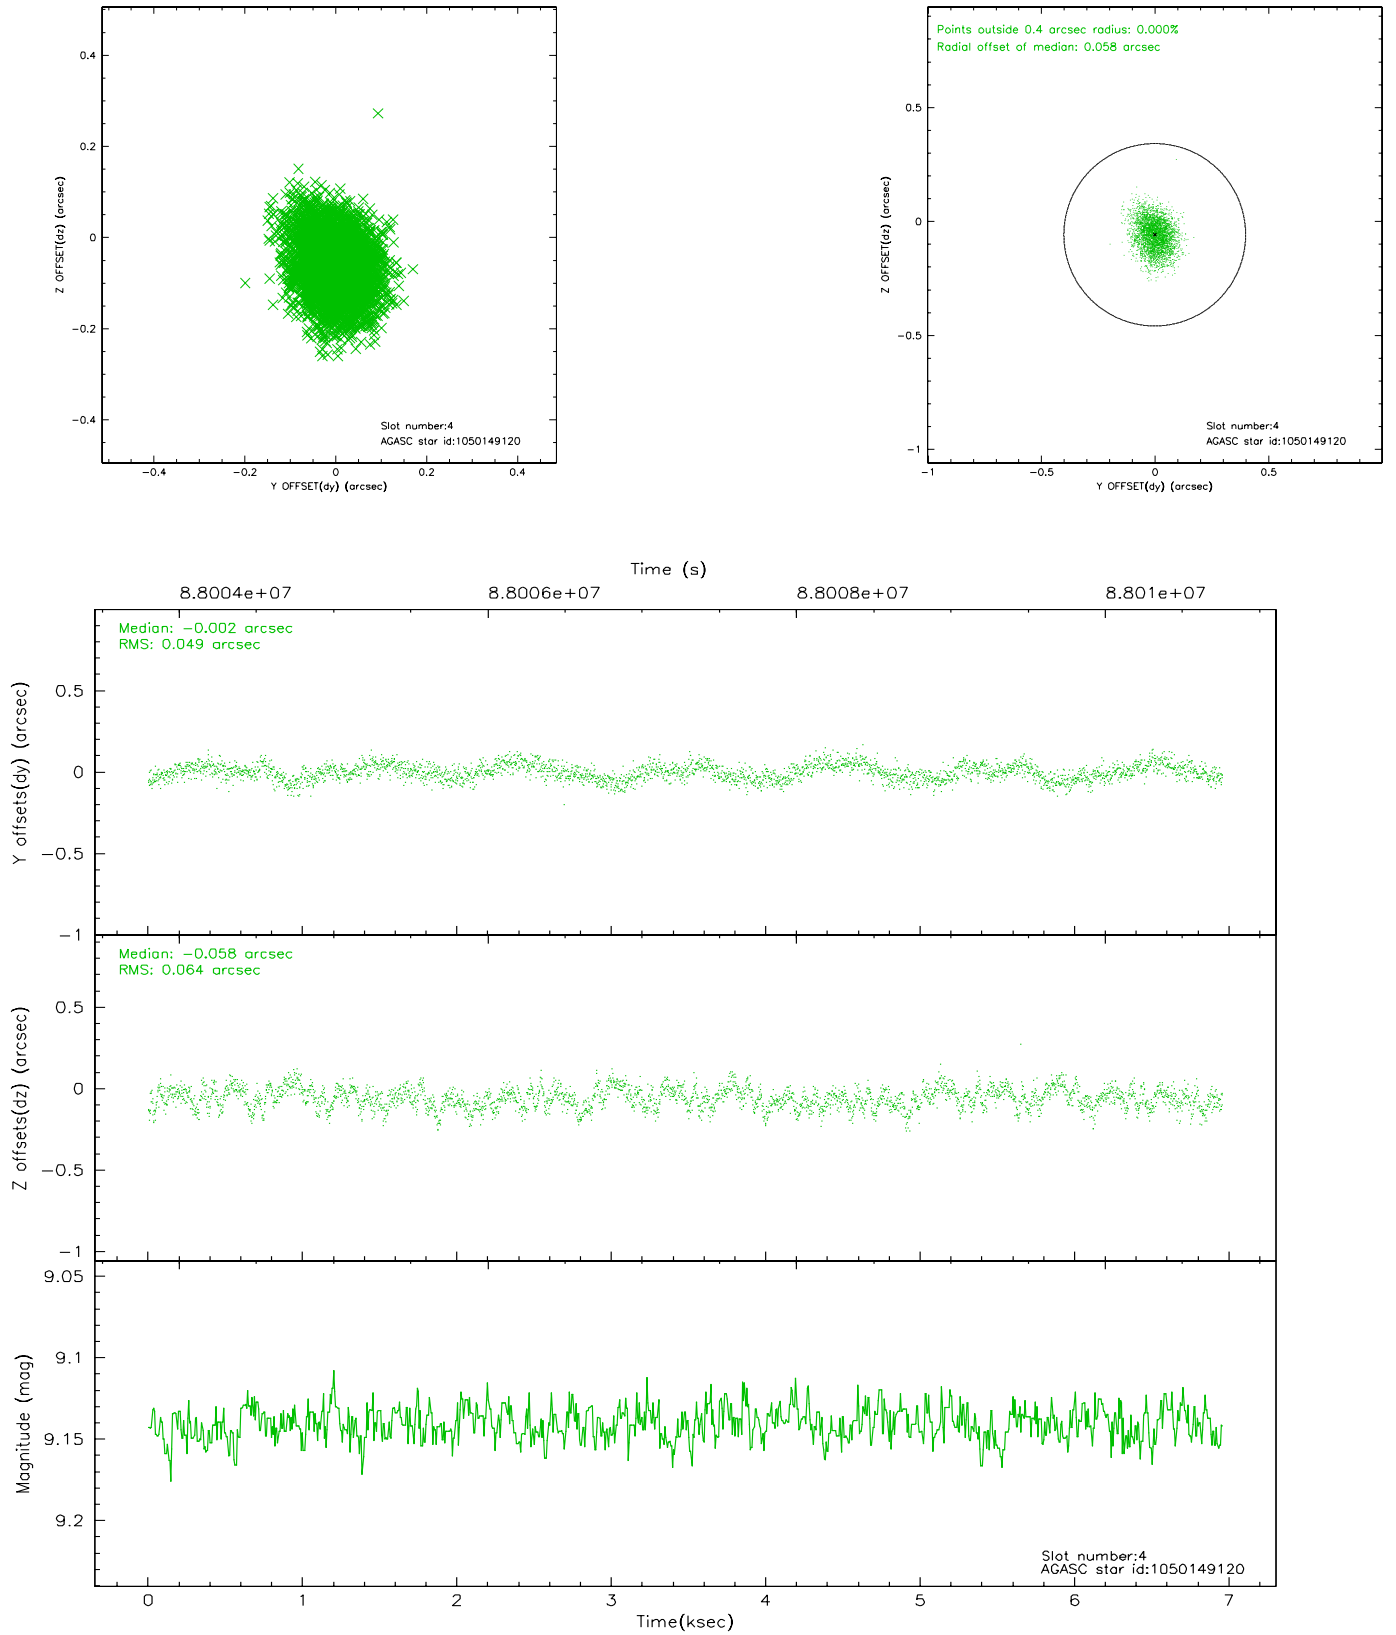 0.4
0.2
0
−0.2
−0.4
Z OFFSET(dz) (arcsec)
Slot number:4
AGASC star id:1050149120
−0.4 −0.2 0 0.2 0.4
Y OFFSET(dy) (arcsec)
Points outside 0.4 arcsec radius: 0.000%
Radial offset of median: 0.058 arcsec
0.5
0
−0.5
−1
Z OFFSET(dz) (arcsec)
Slot number:4
AGASC star id:1050149120
−1 −0.5 0 0.5
Y OFFSET(dy) (arcsec)
Time (s)
8.8004e+07 8.8006e+07 8.8008e+07 8.801e+07
Median: −0.002 arcsec
RMS: 0.049 arcsec
0.5
0
−0.5
−1
Y offsets(dy) (arcsec)
Median: −0.058 arcsec
RMS: 0.064 arcsec
0.5
0
−0.5
−1
Z offsets(dz) (arcsec)
9.05
9.1
9.15
9.2
Magnitude (mag)
Slot number:4
AGASC star id:1050149120
0 1 2 3 4 5 6 7
Time(ksec)